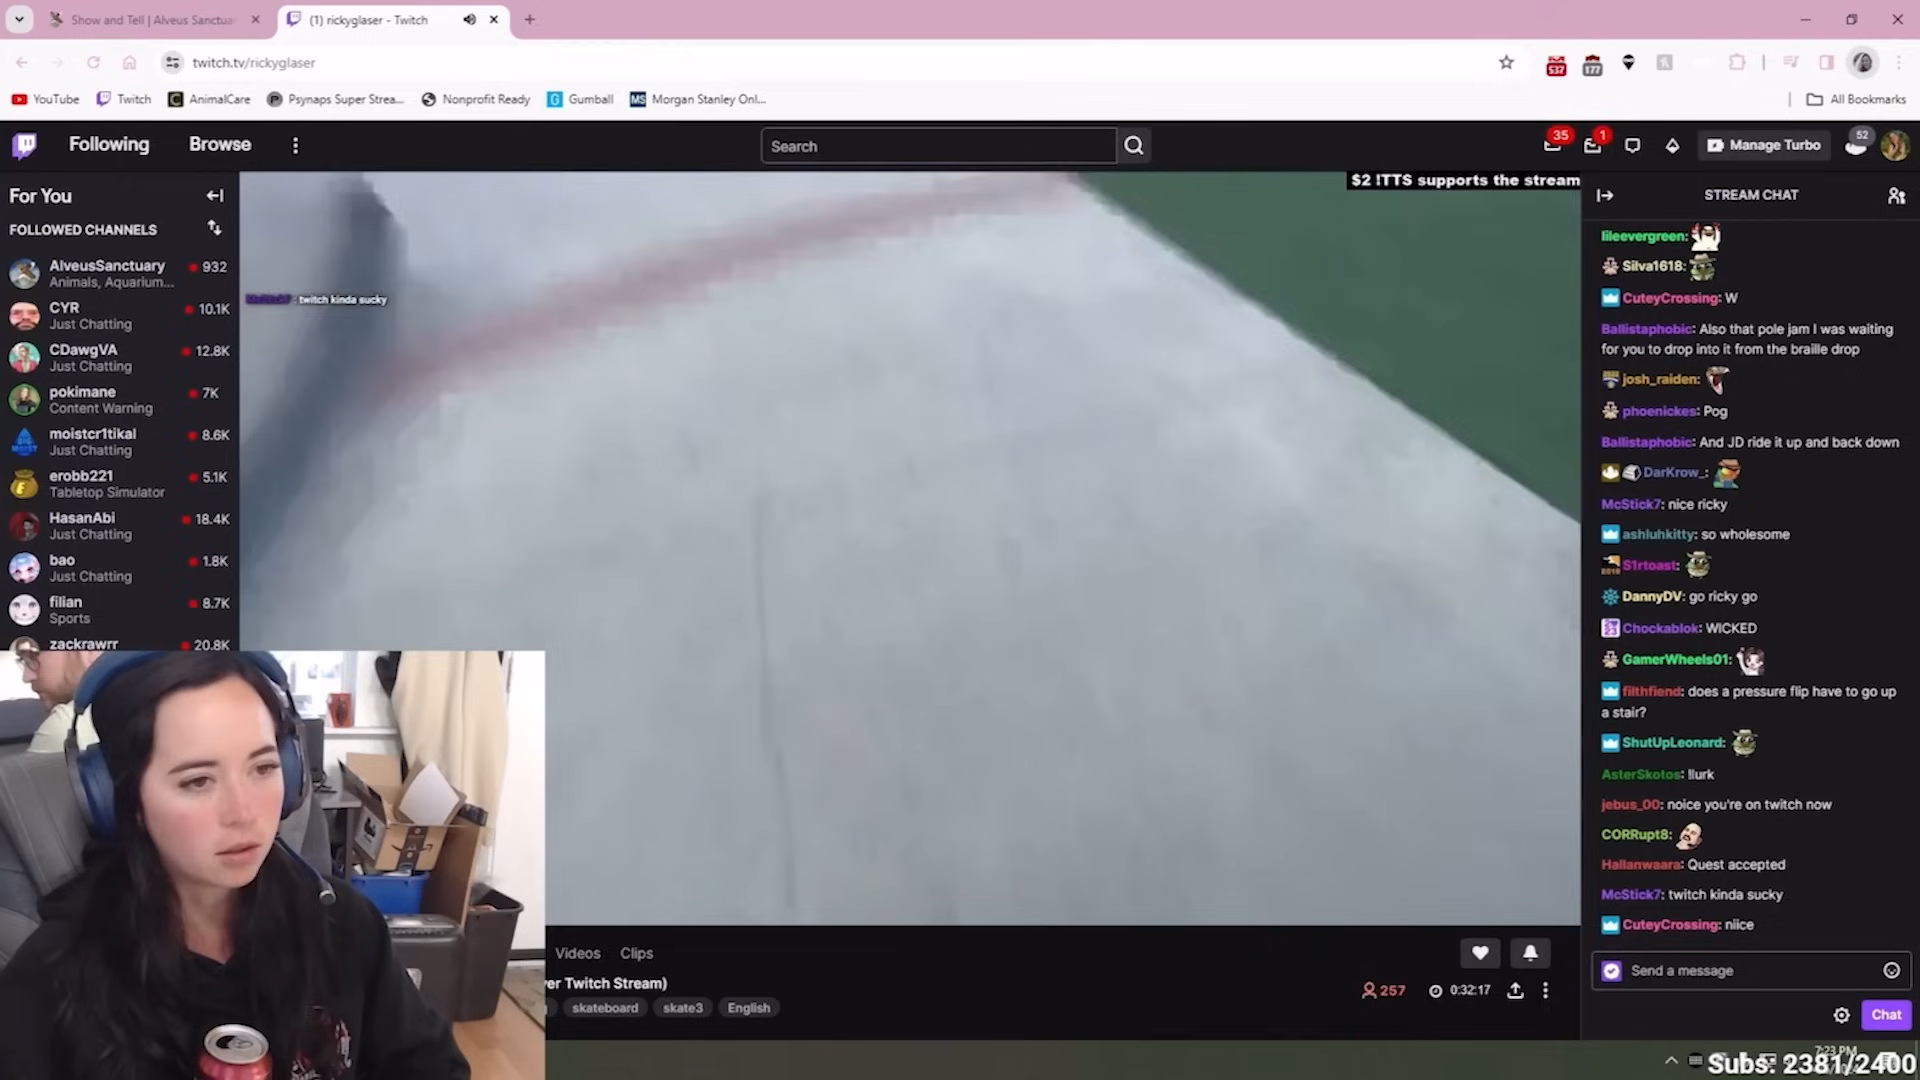 Show and Tell | Alveus Sanctua
(1) rickyglaser - Twitch
twitch.tv/rickyglaser
537
177
YouTube
Twitch
AnimalCare
Psynaps Super Strea...
Nonprofit Ready
Gumball
MS
Morgan Stanley Onl...
All Bookmarks
Following
Browse
Search
35
1
Manage Turbo
52
For You
FOLLOWED CHANNELS
AlveusSanctuary
932
Animals, Aquarium...
CYR
10.1K
Just Chatting
CDawgVA
12.8K
Just Chatting
pokimane
7K
Content Warning
moistcr1tikal
8.6K
Just Chatting
erobb221
5.1K
Tabletop Simulator
HasanAbi
18.4K
Just Chatting
bao
1.8K
Just Chatting
filian
8.7K
Sports
zackrawrr
20.8K
$2 !TTS supports the stream
McStick7 : twitch kinda sucky
STREAM CHAT
lileevergreen:
Silva1618:
CuteyCrossing: W
Ballistaphobic: Also that pole jam I was waiting
for you to drop into it from the braille drop
josh_raiden:
phoenickes: Pog
Ballistaphobic: And JD ride it up and back down
DarKrow_:
McStick7: nice ricky
ashluhkitty: so wholesome
S1rtoast:
DannyDV: go ricky go
Chockablok: WICKED
GamerWheels01:
filthfiend: does a pressure flip have to go up
a stair?
ShutUpLeonard:
AsterSkotos: !lurk
jebus_00: noice you're on twitch now
CORRupt8:
Hallanwaara: Quest accepted
McStick7: twitch kinda sucky
CuteyCrossing: niice
Send a message
Chat
Videos
Clips
er Twitch Stream)
skateboard
skate3
English
257
0:32:17
7:23 PM
Subs: 2381/2400